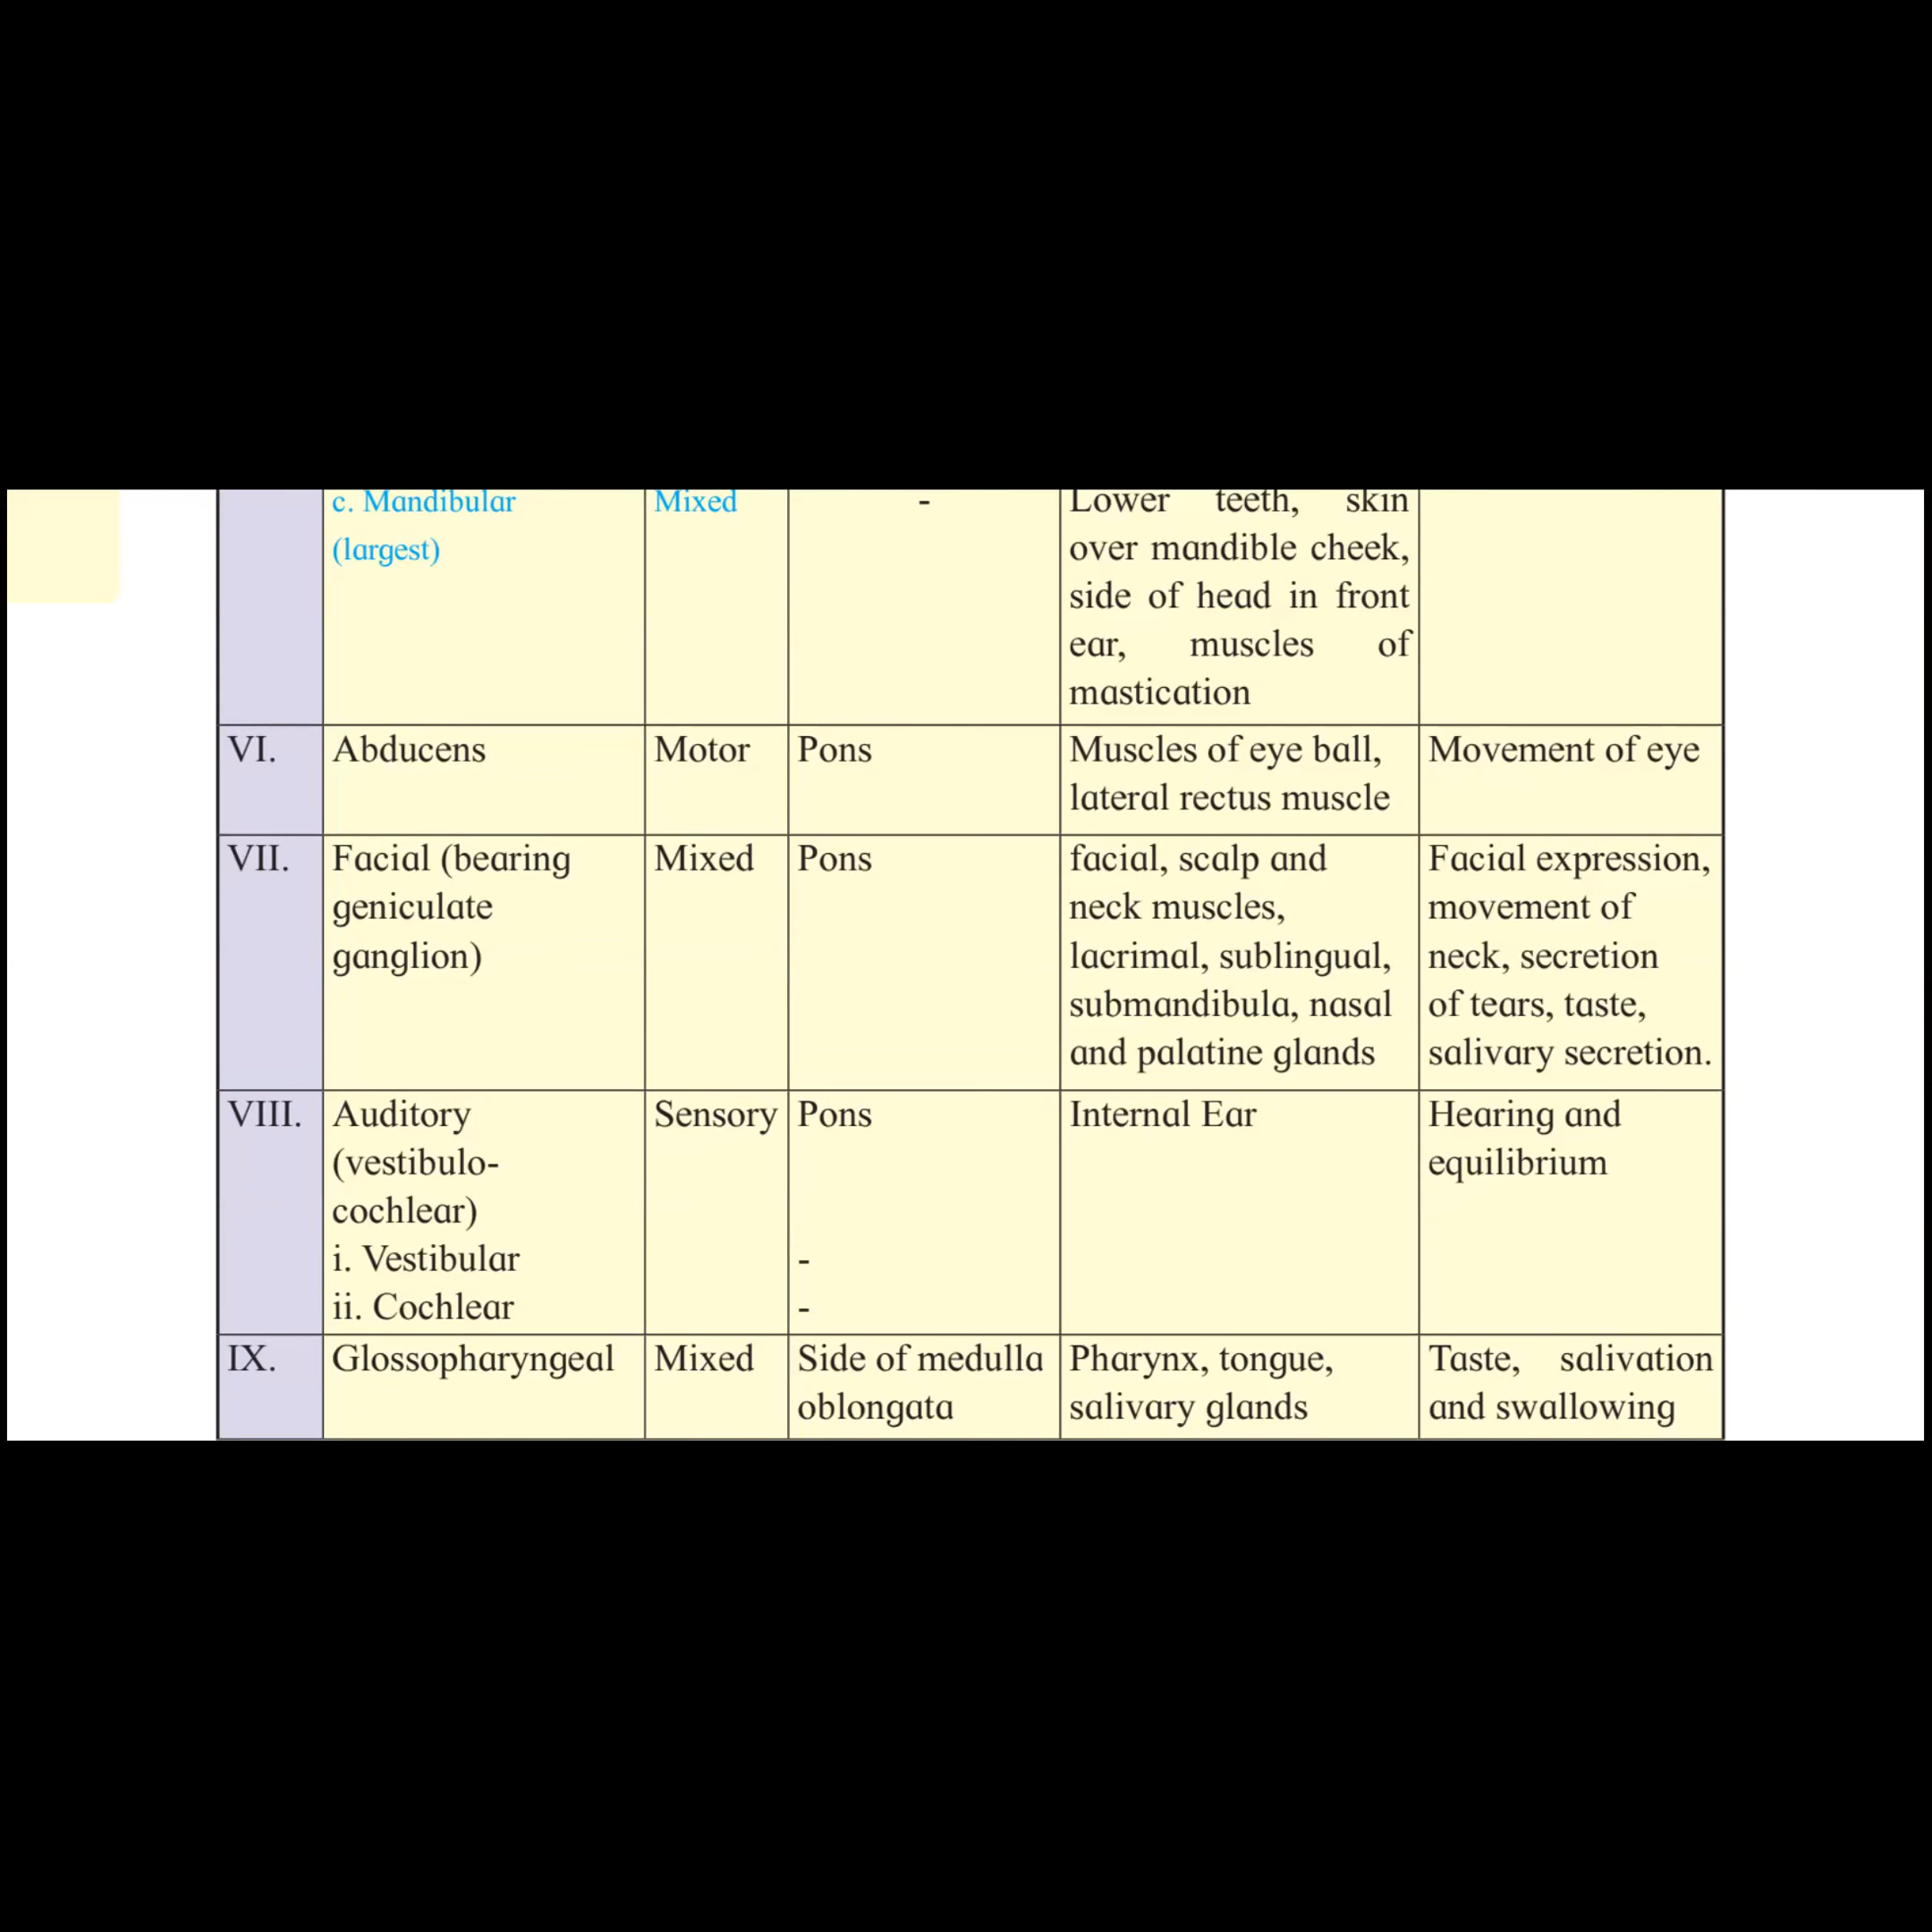 c. Mandibular
(largest)
Mixed
-
Lower teeth, skin
over mandible cheek,
side of head in front
ear, muscles of
mastication
VI.
Abducens
Motor
Pons
Muscles of eye ball,
lateral rectus muscle
Movement of eye
VII.
Facial (bearing
geniculate
ganglion)
Mixed
Pons
facial, scalp and
neck muscles,
lacrimal, sublingual,
submandibula, nasal
and palatine glands
Facial expression,
movement of
neck, secretion
of tears, taste,
salivary secretion.
VIII.
Auditory
(vestibulo-
cochlear)
i. Vestibular
ii. Cochlear
Sensory
Pons
-
-
Internal Ear
Hearing and
equilibrium
IX.
Glossopharyngeal
Mixed
Side of medulla
oblongata
Pharynx, tongue,
salivary glands
Taste, salivation
and swallowing